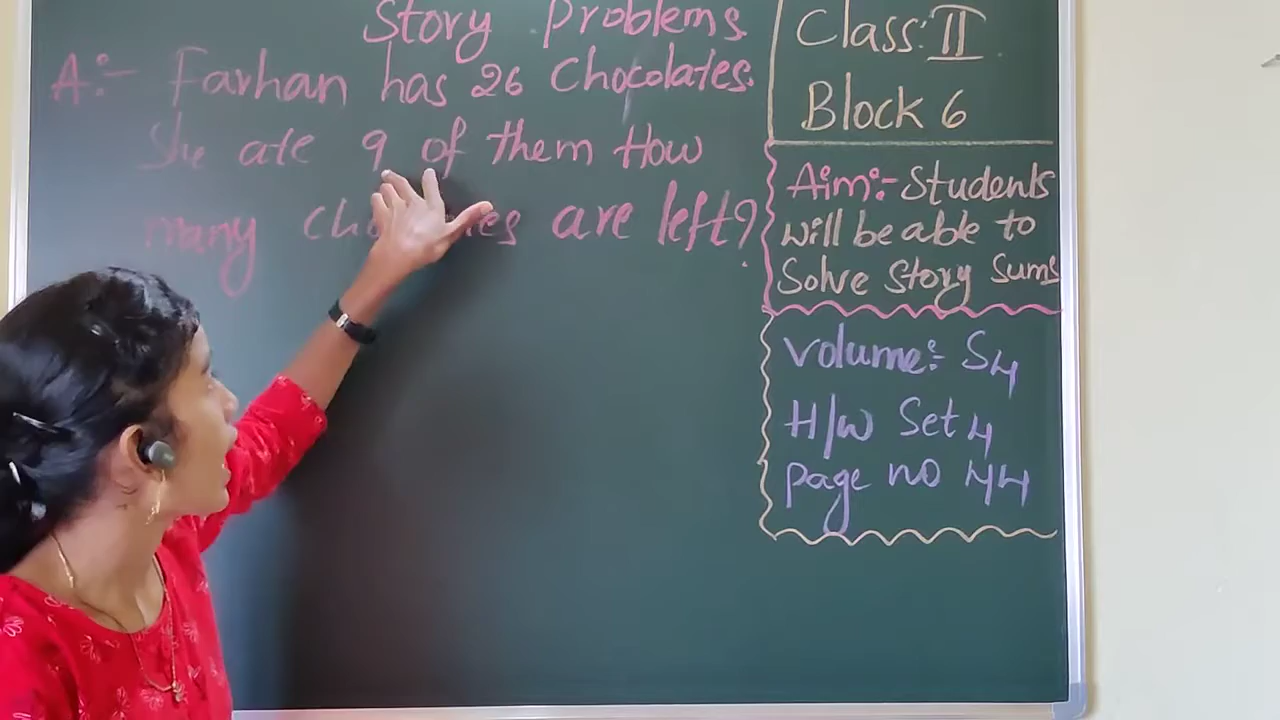 Story Problems
A:- Farhan has 26 Chocolates.
She ate 9 of them How
many are left?
Class: II
Block 6
Aim:- Students
will be able to
Solve Story Sums
Volume:- S4
H/W Set 4
Page no 44